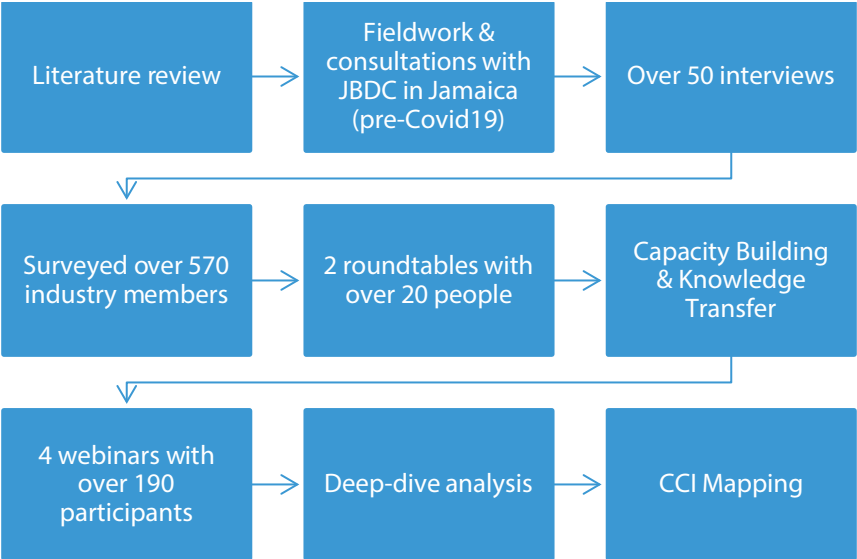 Literature review
Fieldwork &
consultations with
JBDC in Jamaica
(pre-Covid19)
Over 50 interviews
Surveyed over 570
industry members
2 roundtables with
over 20 people
Capacity Building
& Knowledge
Transfer
4 webinars with
over 190
participants
Deep-dive analysis
CCI Mapping